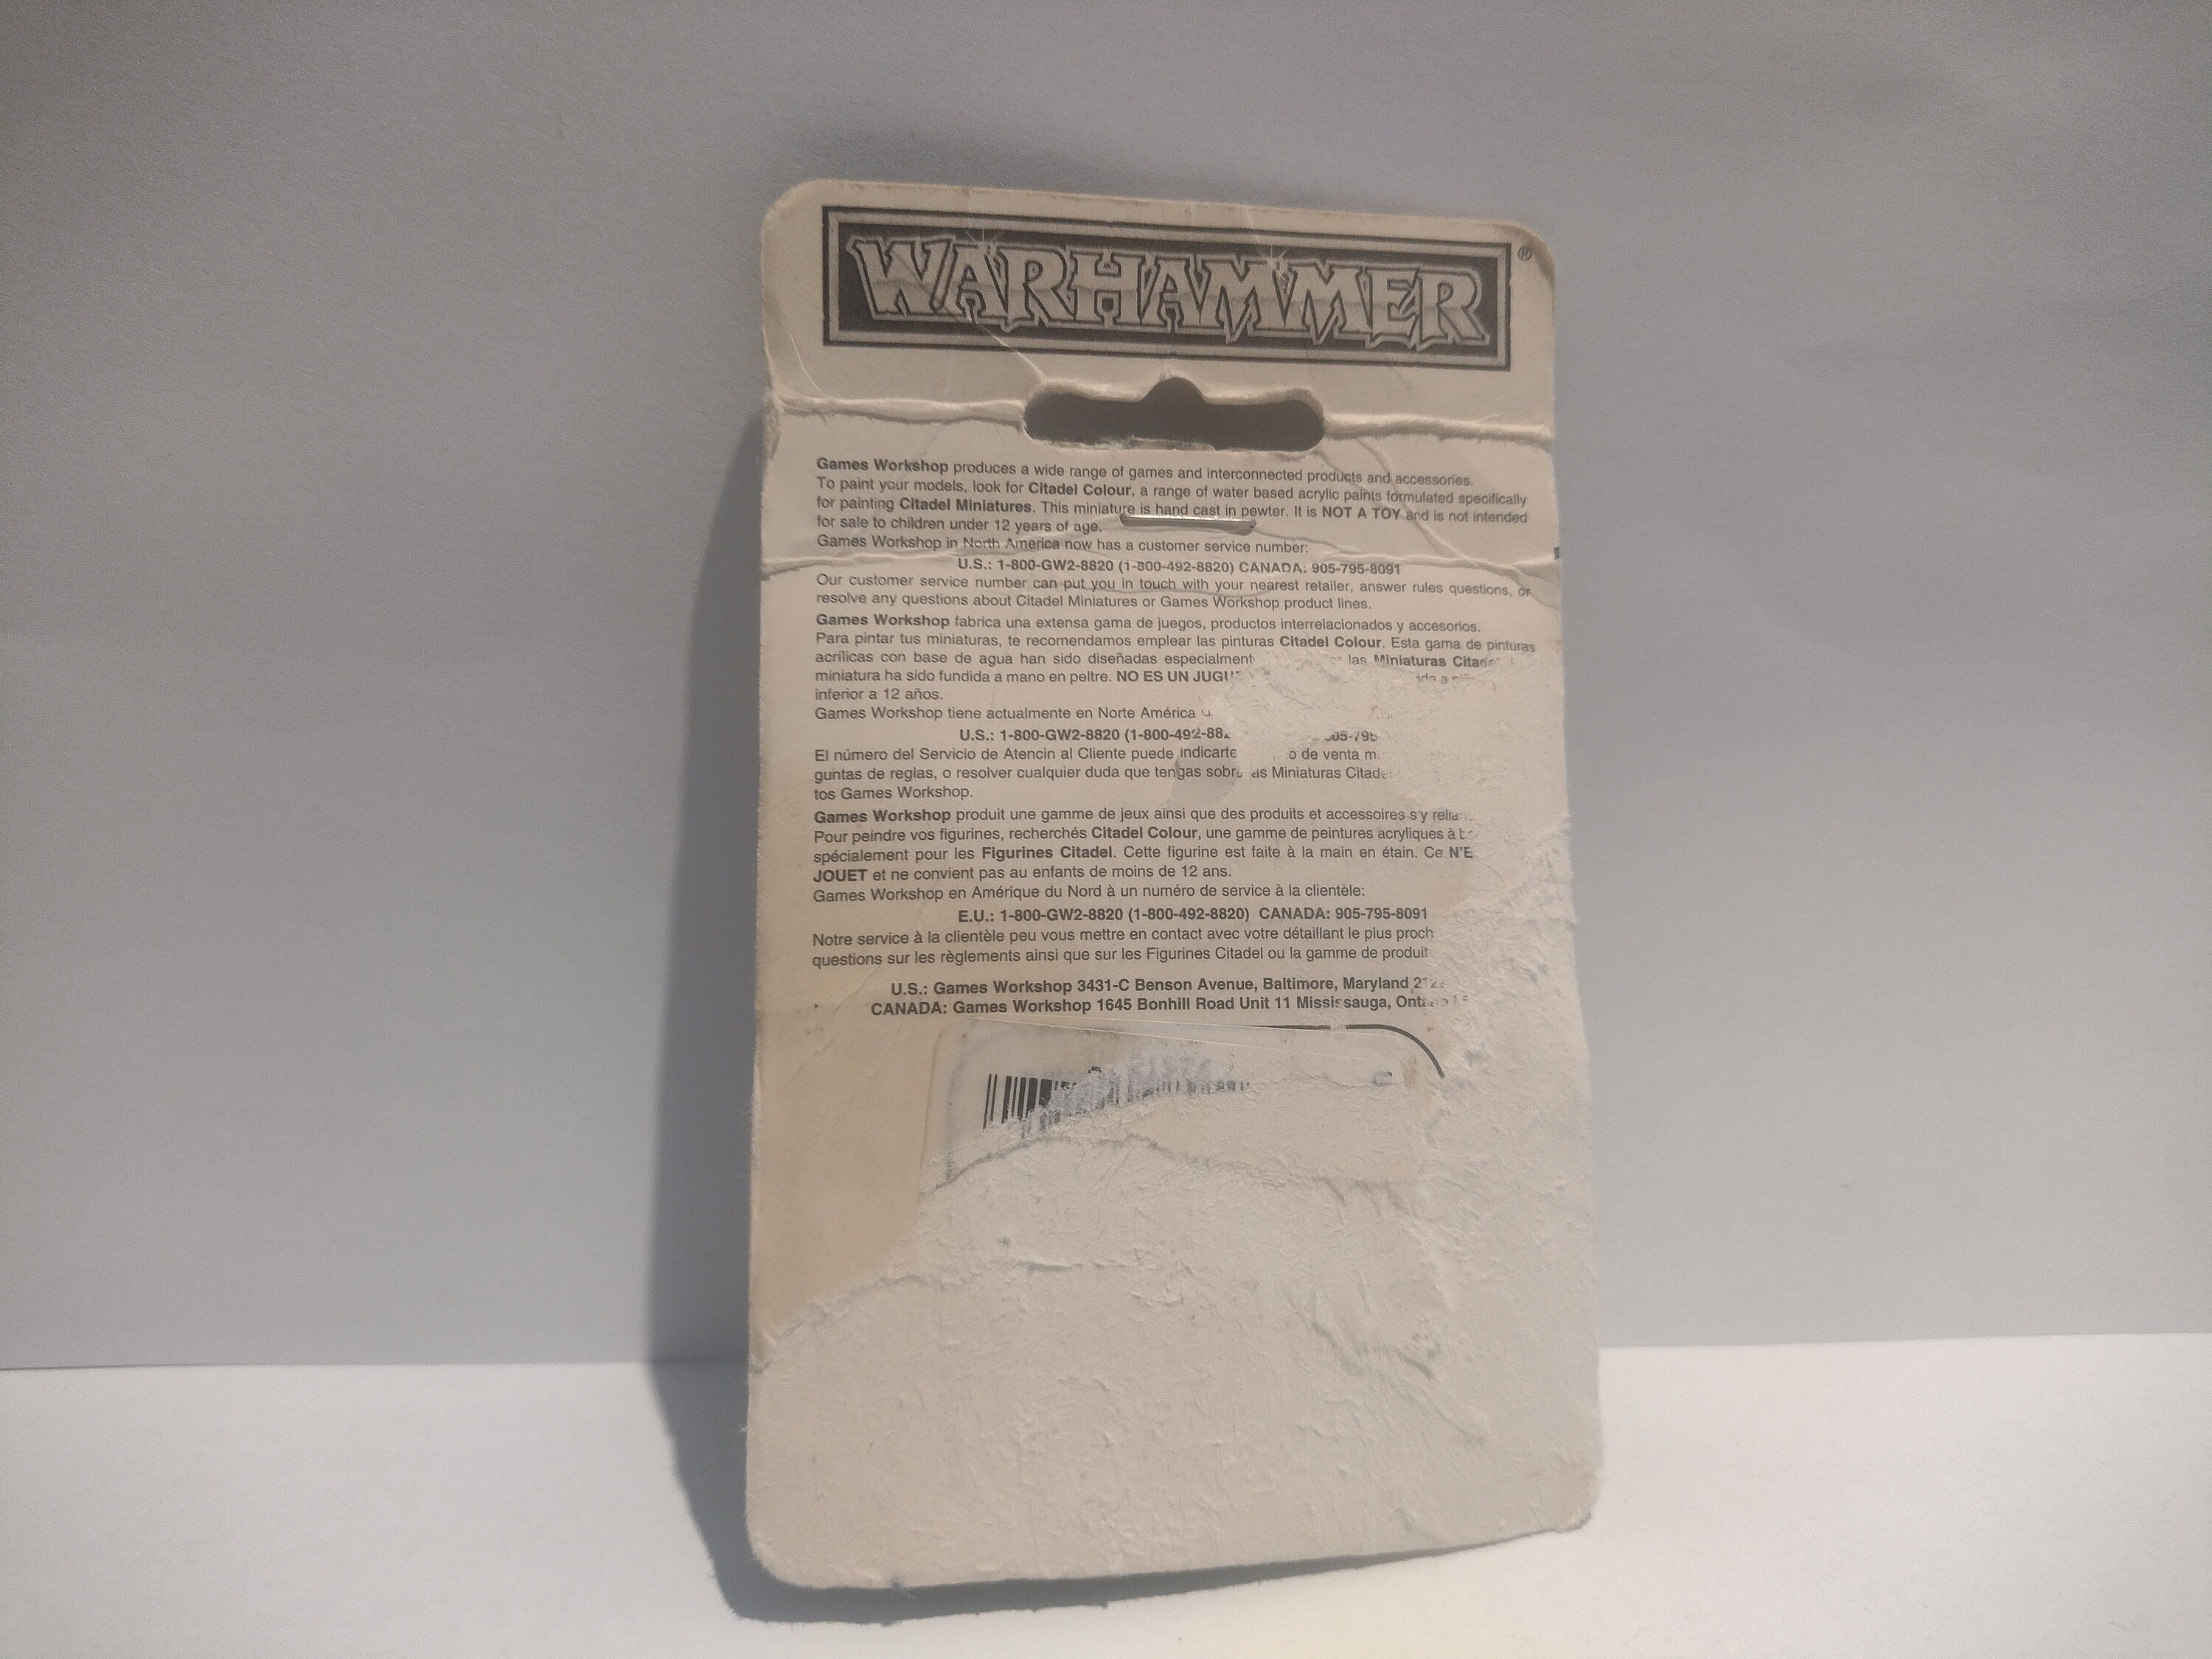 WARHAMMER®
Games Workshop produces a wide range of games and interconnected products and accessories.
To paint your models, look for Citadel Colour, a range of water based acrylic paints formulated specifically
for painting Citadel Miniatures. This miniature is hand cast in pewter. It is NOT A TOY and is not intended
for sale to children under 12 years of age.
Games Workshop in North America now has a customer service number:
U.S.: 1-800-GW2-8820 (1-800-492-8820) CANADA: 905-795-8091
Our customer service number can put you in touch with your nearest retailer, answer rules questions, or
resolve any questions about Citadel Miniatures or Games Workshop product lines.
Games Workshop fabrica una extensa gama de juegos, productos interrelacionados y accesorios.
Para pintar tus miniaturas, te recomendamos emplear las pinturas Citadel Colour. Esta gama de pinturas
acrílicas con base de agua han sido diseñadas especialment las Miniaturas
miniatura ha sido fundida a mano en peltre. NO ES UN a
inferior a 12 años.
Games Workshop tiene actualmente en Norte América
U.S.: 1-800-GW2-8820
El número del Servicio de Atencin al Cliente puede indicarte de venta
guntas de reglas, o resolver cualquier duda que tengas Miniaturas
tos Games Workshop.
Games Workshop produit une gamme de jeux ainsi que des produits et accessoires s'y
Pour peindre vos figurines, recherchés Citadel Colour, une gamme de peintures acryliques à
spécialement pour les Figurines Citadel. Cette figurine est faite à la main en étain. Ce N'E
JOUET et ne convient pas au enfants de moins de 12 ans.
Games Workshop en Amérique du Nord à un numéro de service à la clientèle:
E.U.: 1-800-GW2-8820 (1-800-492-8820) CANADA: 905-795-8091
Notre service à la clientèle peu vous mettre en contact avec votre détaillant le plus proch
questions sur les règlements ainsi que sur les Figurines Citadel ou la gamme de produit
U.S.: Games Workshop 3431-C Benson Avenue, Baltimore, Maryland
CANADA: Games Workshop 1645 Bonhill Road Unit 11 Mississauga,